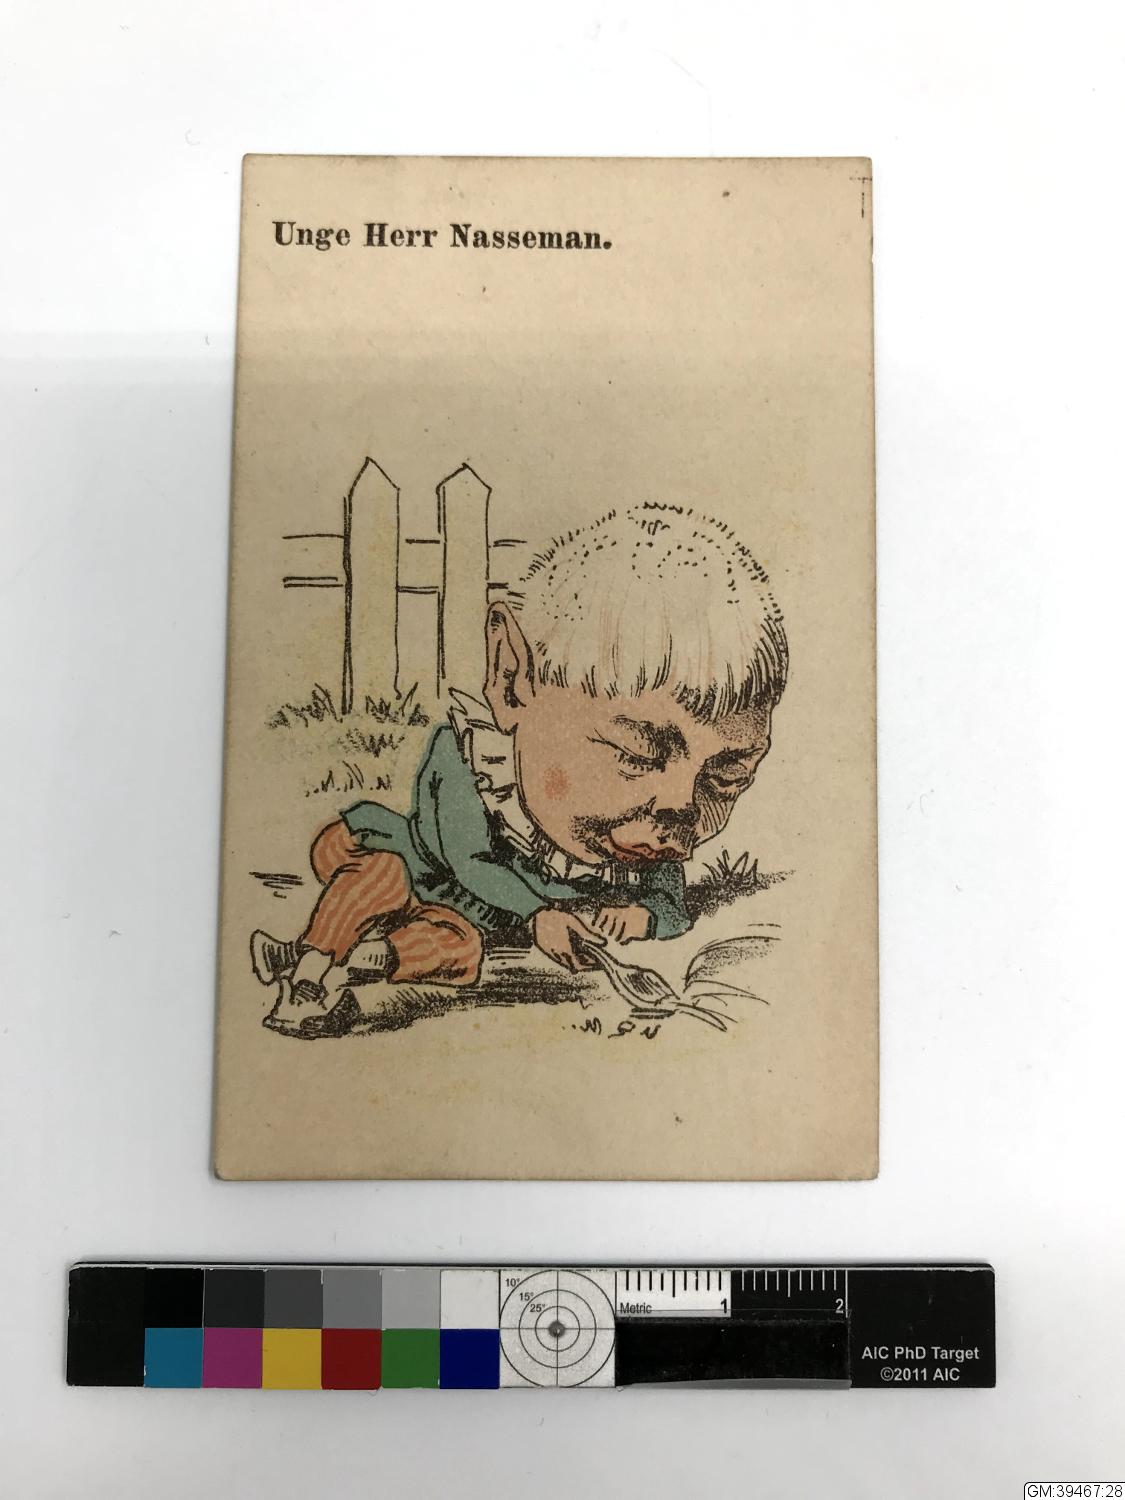 Unge Herr Nasseman.
10°
15°
25°
Metric
1
2
AIC PhD Target
©2011 AIC
GM:39467:28